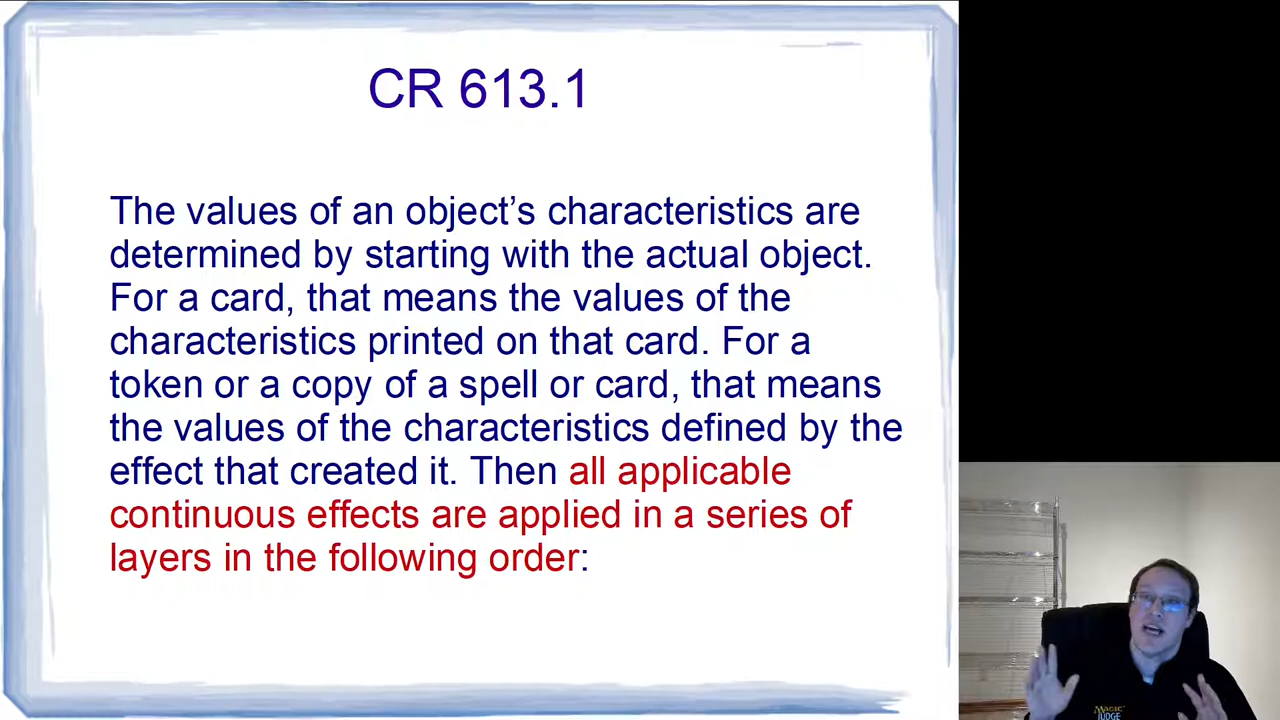 CR 613.1
The values of an object’s characteristics are
determined by starting with the actual object.
For a card, that means the values of the
characteristics printed on that card. For a
token or a copy of a spell or card, that means
the values of the characteristics defined by the
effect that created it. Then all applicable
continuous effects are applied in a series of
layers in the following order:
MAGIC
JUDGE